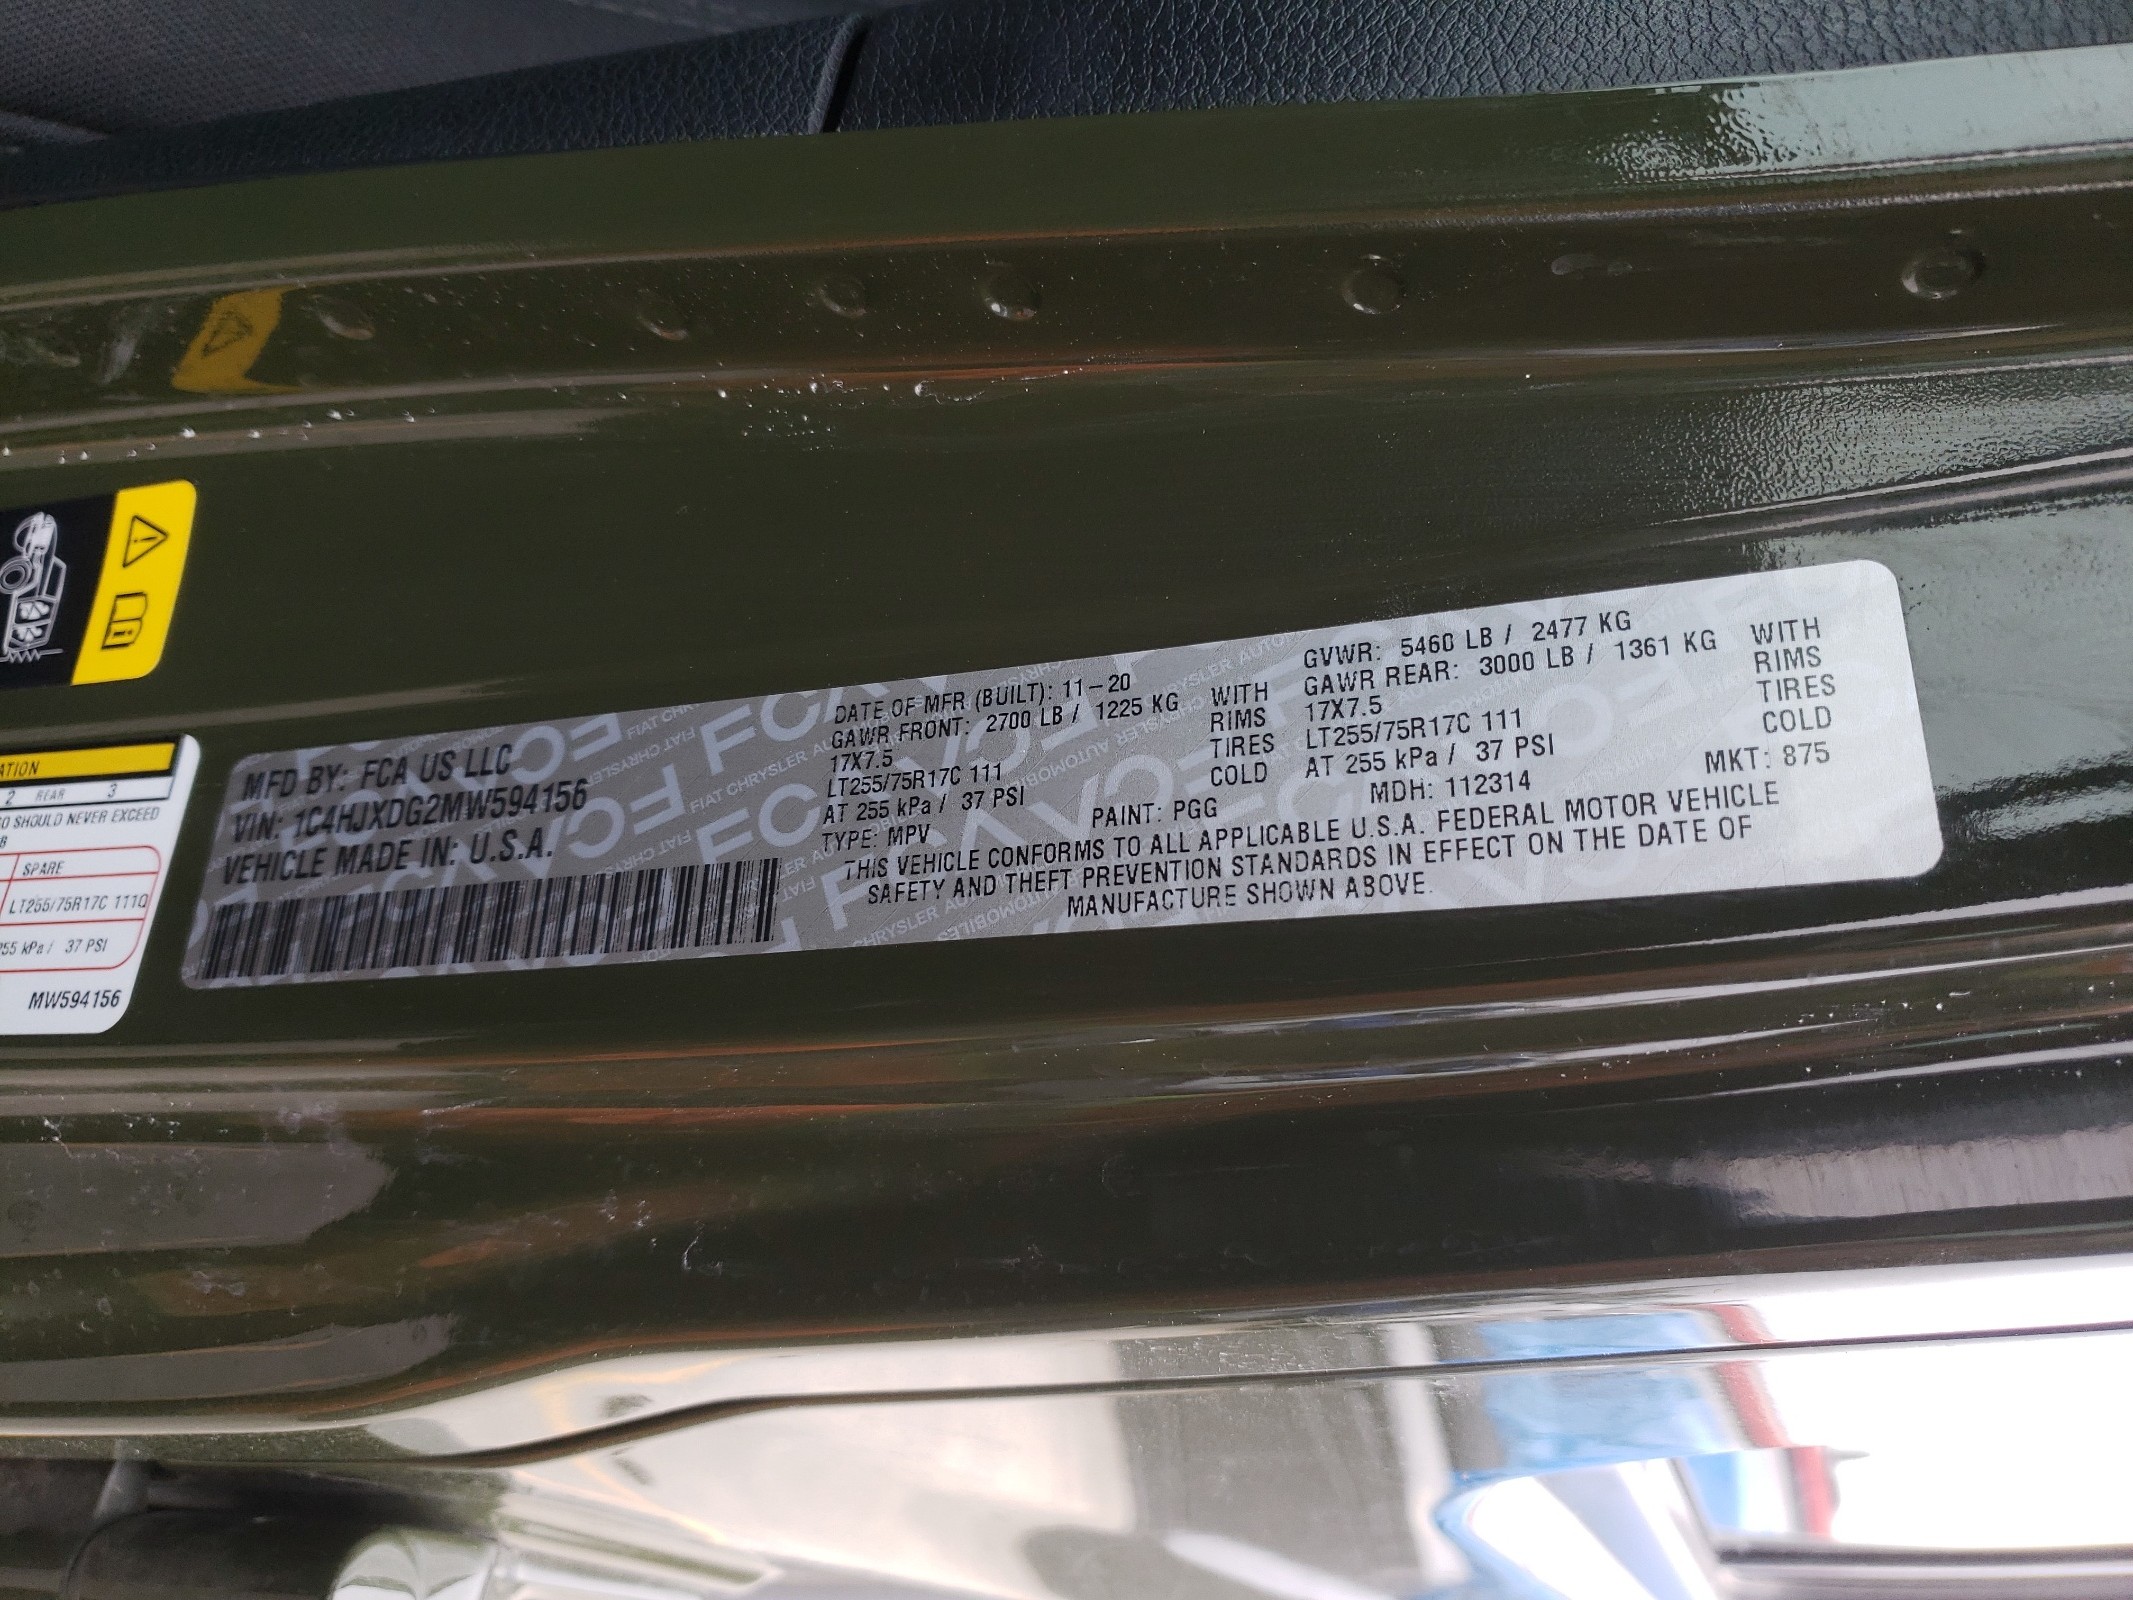 MFD BY: FCA US LLC
VIN: 1C4HJXDG2MW594156
VEHICLE MADE IN: U.S.A.
DATE OF MFR (BUILT): 11-20
GAWR FRONT: 2700 LB / 1225 KG WITH
17X7.5 RIMS
LT255/75R17C 111 TIRES
AT 255 kPa / 37 PSI COLD
TYPE: MPV
PAINT: PGG
GVWR: 5460 LB / 2477 KG
GAWR REAR: 3000 LB / 1361 KG WITH
17X7.5 RIMS
LT255/75R17C 111 TIRES
AT 255 kPa / 37 PSI COLD
MDH: 112314 MKT: 875
THIS VEHICLE CONFORMS TO ALL APPLICABLE U.S.A. FEDERAL MOTOR VEHICLE
SAFETY AND THEFT PREVENTION STANDARDS IN EFFECT ON THE DATE OF
MANUFACTURE SHOWN ABOVE.
ATION
2 REAR 3
O SHOULD NEVER EXCEED
B
SPARE
LT255/75R17C 111Q
255 kPa / 37 PSI
MW594156